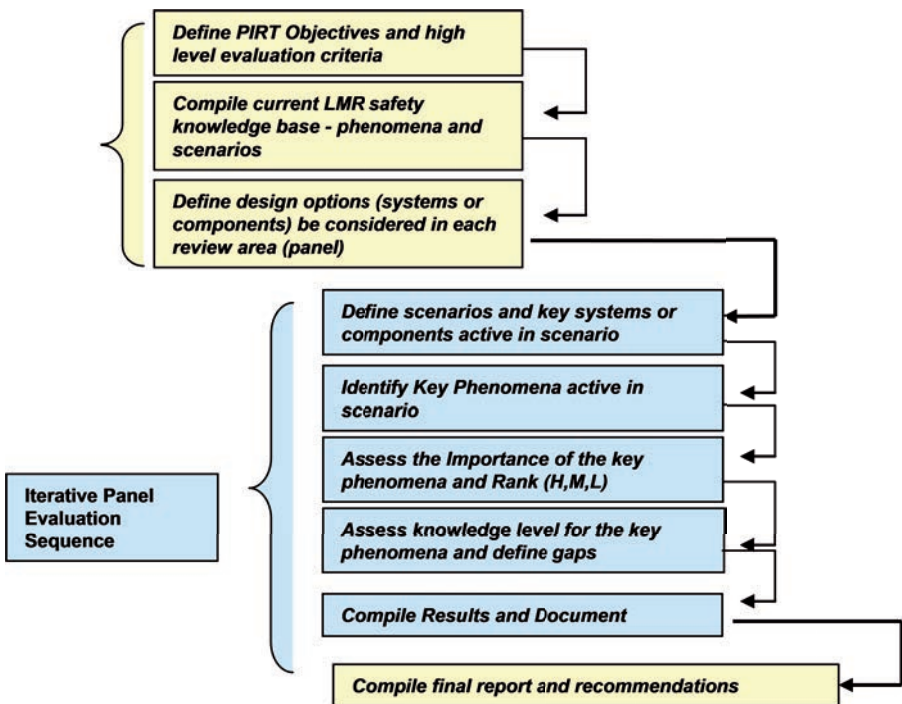 Define PIRT Objectives and high
level evaluation criteria
Compile current LMR safety
knowledge base - phenomena and
scenarios
Define design options (systems or
components) be considered in each
review area (panel)
Define scenarios and key systems or
components active in scenario
Identify Key Phenomena active in
scenario
Assess the Importance of the key
phenomena and Rank (H,M,L)
Iterative Panel
Evaluation
Sequence
Assess knowledge level for the key
phenomena and define gaps
Compile Results and Document
Compile final report and recommendations